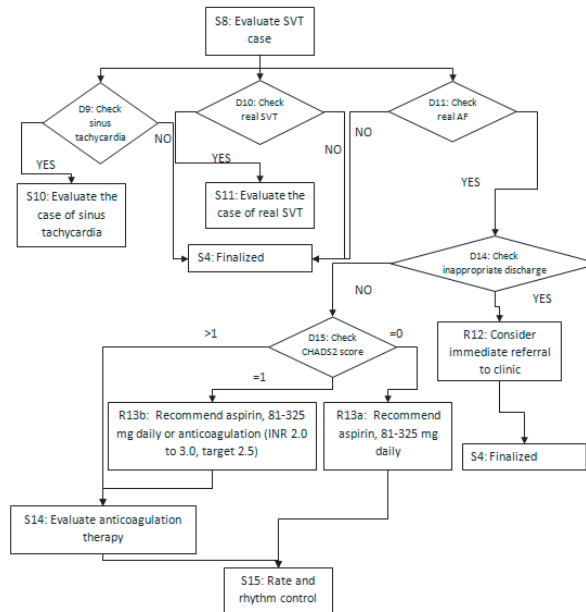 S8: Evaluate SVT
case
D9: Check
sinus
tachycardia
D10: Check
real SVT
D11: Check
real AF
NO
NO
NO
YES
YES
YES
S10: Evaluate the
case of sinus
tachycardia
S11: Evaluate the
case of real SVT
S4: Finalized
D14: Check
inappropriate discharge
NO
YES
D15: Check
CHADS2 score
>1
=0
=1
R12: Consider
immediate referral
to clinic
R13b: Recommend aspirin, 81-325
mg daily or anticoagulation (INR 2.0
to 3.0, target 2.5)
R13a: Recommend
aspirin, 81-325 mg
daily
S4: Finalized
S14: Evaluate anticoagulation
therapy
S15: Rate and
rhythm control